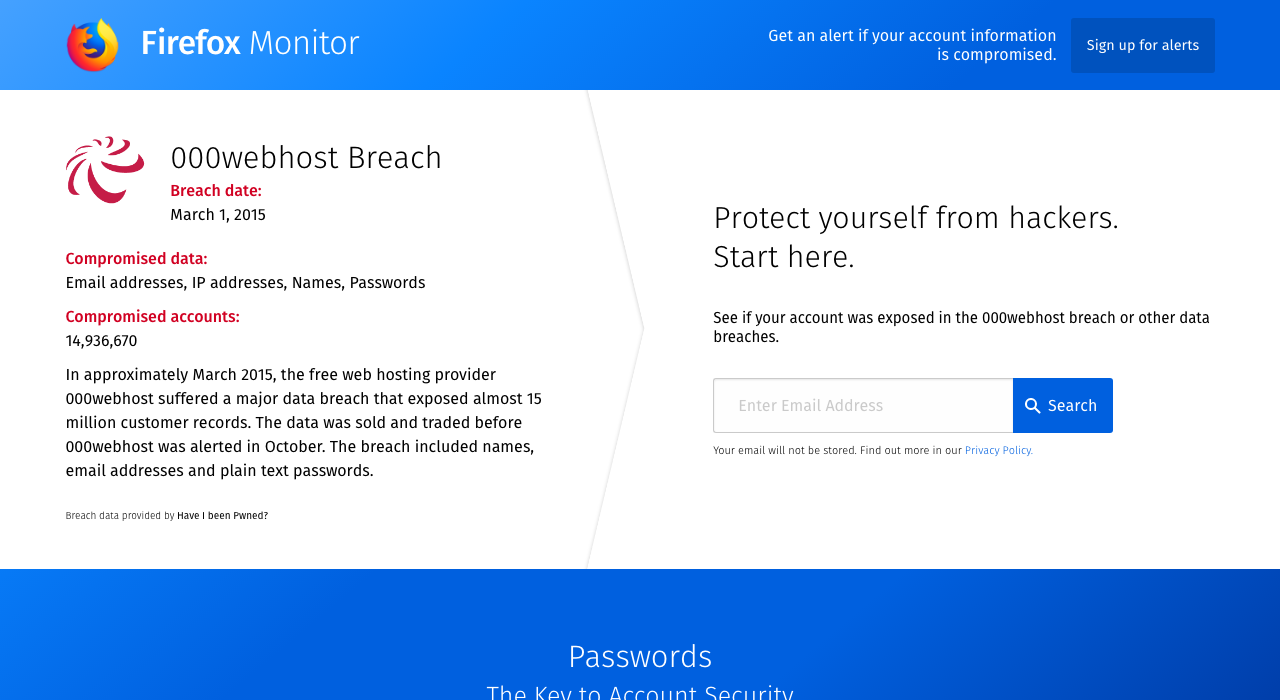 Firefox Monitor
Get an alert if your account information
is compromised.
Sign up for alerts
000webhost Breach
Breach date:
March 1, 2015
Compromised data:
Email addresses, IP addresses, Names, Passwords
Compromised accounts:
14,936,670
In approximately March 2015, the free web hosting provider
000webhost suffered a major data breach that exposed almost 15
million customer records. The data was sold and traded before
000webhost was alerted in October. The breach included names,
email addresses and plain text passwords.
Breach data provided by Have I been Pwned?
Protect yourself from hackers.
Start here.
See if your account was exposed in the 000webhost breach or other data
breaches.
Enter Email Address
Search
Your email will not be stored. Find out more in our Privacy Policy.
Passwords
The Key to Account Security